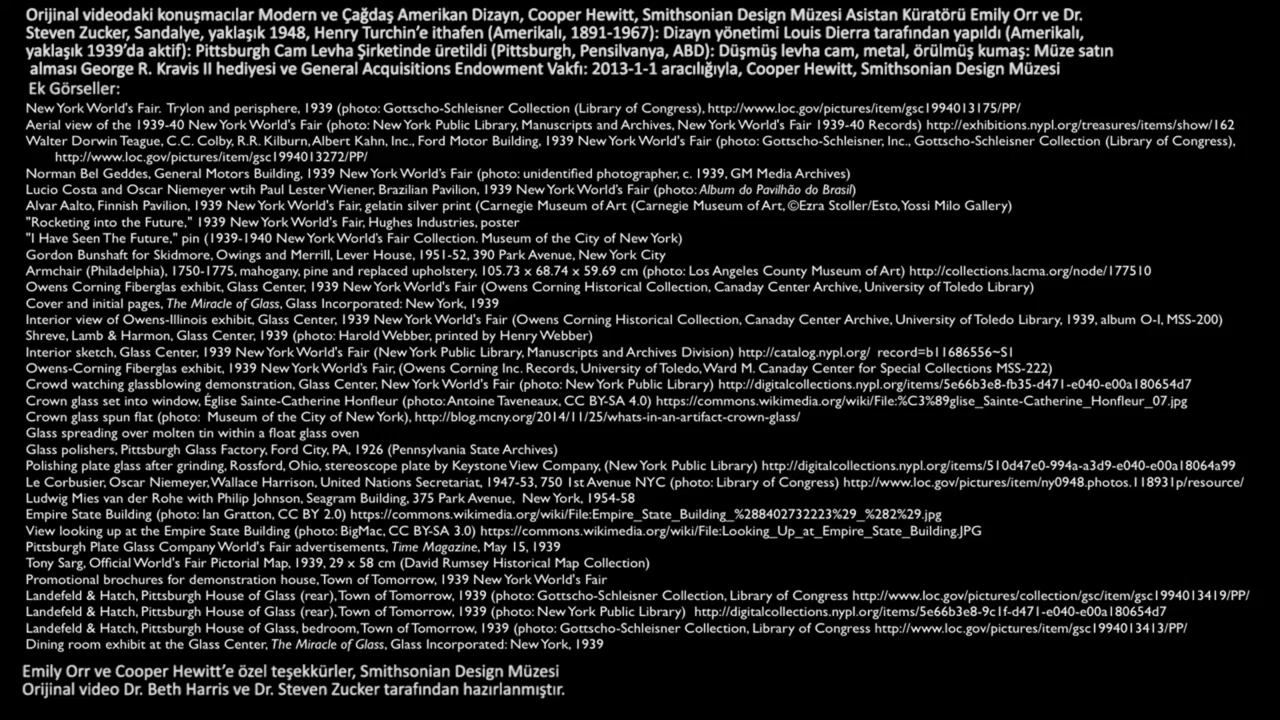 Orijinal videodaki konuşmacılar Modern ve Çağdaş Amerikan Dizayn, Cooper Hewitt, Smithsonian Design Müzesi Asistan Küratörü Emily Orr ve Dr.
Steven Zucker, Sandalye, yaklaşık 1948, Henry Turchin’e ithafen (Amerikalı, 1891-1967): Dizayn yönetimi Louis Dierra tarafından yapıldı (Amerikalı,
yaklaşık 1939’da aktif): Pittsburgh Cam Levha Şirketinde üretildi (Pittsburgh, Pensilvanya, ABD): Düşmüş levha cam, metal, örülmüş kumaş: Müze satın
alması George R. Kravis II hediyesi ve General Acquisitions Endowment Vakfı: 2013-1-1 aracılığıyla, Cooper Hewitt, Smithsonian Design Müzesi
Ek Görseller:
New York World's Fair. Trylon and perisphere, 1939 (photo: Gottscho-Schleisner Collection (Library of Congress), http://www.loc.gov/pictures/item/gsc1994013175/PP/
Aerial view of the 1939-40 New York World's Fair (photo: New York Public Library, Manuscripts and Archives, New York World's Fair 1939-40 Records) http://exhibitions.nypl.org/treasures/items/show/162
Walter Dorwin Teague, C.C. Colby, R.R. Kilburn, Albert Kahn, Inc., Ford Motor Building, 1939 New York World's Fair (photo: Gottscho-Schleisner, Inc., Gottscho-Schleisner Collection (Library of Congress),
http://www.loc.gov/pictures/item/gsc1994013272/PP/
Norman Bel Geddes, General Motors Building, 1939 New York World's Fair (photo: unidentified photographer, c. 1939, GM Media Archives)
Lucio Costa and Oscar Niemeyer wtih Paul Lester Wiener, Brazilian Pavilion, 1939 New York World's Fair (photo: Album do Pavilhão do Brasil)
Alvar Aalto, Finnish Pavilion, 1939 New York World's Fair, gelatin silver print (Carnegie Museum of Art (Carnegie Museum of Art, ©Ezra Stoller/Esto, Yossi Milo Gallery)
"Rocketing into the Future," 1939 New York World's Fair, Hughes Industries, poster
"I Have Seen The Future," pin (1939-1940 New York World's Fair Collection. Museum of the City of New York)
Gordon Bunshaft for Skidmore, Owings and Merrill, Lever House, 1951-52, 390 Park Avenue, New York City
Armchair (Philadelphia), 1750-1775, mahogany, pine and replaced upholstery, 105.73 x 68.74 x 59.69 cm (photo: Los Angeles County Museum of Art) http://collections.lacma.org/node/177510
Owens Corning Fiberglas exhibit, Glass Center, 1939 New York World's Fair (Owens Corning Historical Collection, Canaday Center Archive, University of Toledo Library)
Cover and initial pages, The Miracle of Glass, Glass Incorporated: New York, 1939
Interior view of Owens-Illinois exhibit, Glass Center, 1939 New York World's Fair (Owens Corning Historical Collection, Canaday Center Archive, University of Toledo Library, 1939, album O-I, MSS-200)
Shreve, Lamb & Harmon, Glass Center, 1939 (photo: Harold Webber, printed by Henry Webber)
Interior sketch, Glass Center, 1939 New York World's Fair (New York Public Library, Manuscripts and Archives Division) http://catalog.nypl.org/ record=b11686556~S1
Owens-Corning Fiberglas exhibit, 1939 New York World's Fair, (Owens Corning Inc. Records, University of Toledo, Ward M. Canaday Center for Special Collections MSS-222)
Crowd watching glassblowing demonstration, Glass Center, New York World's Fair (photo: New York Public Library) http://digitalcollections.nypl.org/items/5e66b3e8-fb35-d471-e040-e00a180654d7
Crown glass set into window, Église Sainte-Catherine Honfleur (photo: Antoine Taveneaux, CC BY-SA 4.0) https://commons.wikimedia.org/wiki/File:%C3%89glise_Sainte-Catherine_Honfleur_07.jpg
Crown glass spun flat (photo: Museum of the City of New York), http://blog.mcny.org/2014/11/25/whats-in-an-artifact-crown-glass/
Glass spreading over molten tin within a float glass oven
Glass polishers, Pittsburgh Glass Factory, Ford City, PA, 1926 (Pennsylvania State Archives)
Polishing plate glass after grinding, Rossford, Ohio, stereoscope plate by Keystone View Company, (New York Public Library) http://digitalcollections.nypl.org/items/510d47e0-994a-a3d9-e040-e00a18064a99
Le Corbusier, Oscar Niemeyer, Wallace Harrison, United Nations Secretariat, 1947-53, 750 1st Avenue NYC (photo: Library of Congress) http://www.loc.gov/pictures/item/ny0948.photos.118931p/resource/
Ludwig Mies van der Rohe with Philip Johnson, Seagram Building, 375 Park Avenue, New York, 1954-58
Empire State Building (photo: Ian Gratton, CC BY 2.0) https://commons.wikimedia.org/wiki/File:Empire_State_Building_%288402732223%29_%282%29.jpg
View looking up at the Empire State Building (photo: BigMac, CC BY-SA 3.0) https://commons.wikimedia.org/wiki/File:Looking_Up_at_Empire_State_Building.JPG
Pittsburgh Plate Glass Company World's Fair advertisements, Time Magazine, May 15, 1939
Tony Sarg, Official World's Fair Pictorial Map, 1939, 29 x 58 cm (David Rumsey Historical Map Collection)
Promotional brochures for demonstration house, Town of Tomorrow, 1939 New York World's Fair
Landefeld & Hatch, Pittsburgh House of Glass (rear), Town of Tomorrow, 1939 (photo: Gottscho-Schleisner Collection, Library of Congress http://www.loc.gov/pictures/collection/gsc/item/gsc1994013419/PP/
Landefeld & Hatch, Pittsburgh House of Glass (rear), Town of Tomorrow, 1939 (photo: New York Public Library) http://digitalcollections.nypl.org/items/5e66b3e8-9c1f-d471-e040-e00a180654d7
Landefeld & Hatch, Pittsburgh House of Glass, bedroom, Town of Tomorrow, 1939 (photo: Gottscho-Schleisner Collection, Library of Congress http://www.loc.gov/pictures/item/gsc1994013413/PP/
Dining room exhibit at the Glass Center, The Miracle of Glass, Glass Incorporated: New York, 1939
Emily Orr ve Cooper Hewitt’e özel teşekkürler, Smithsonian Design Müzesi
Orijinal video Dr. Beth Harris ve Dr. Steven Zucker tarafından hazırlanmıştır.